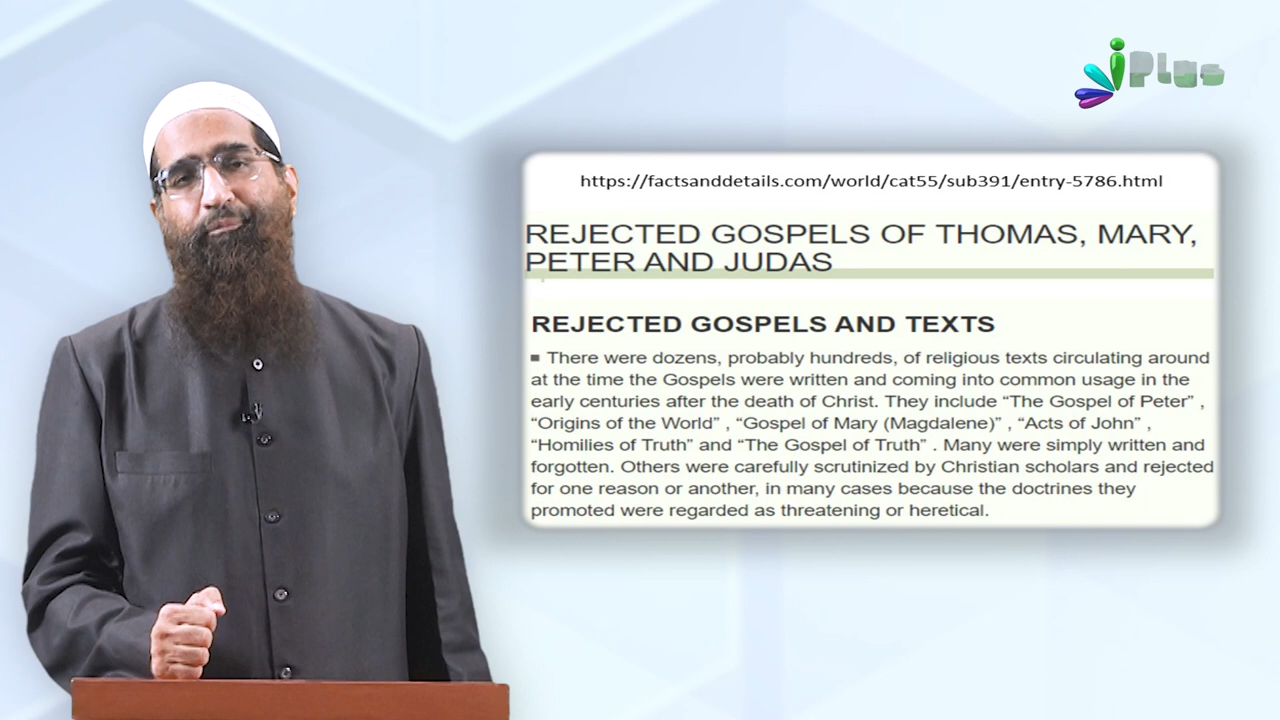 iPlus
https://factsanddetails.com/world/cat55/sub391/entry-5786.html
REJECTED GOSPELS OF THOMAS, MARY,
PETER AND JUDAS
REJECTED GOSPELS AND TEXTS
▪ There were dozens, probably hundreds, of religious texts circulating around
at the time the Gospels were written and coming into common usage in the
early centuries after the death of Christ. They include “The Gospel of Peter” ,
“Origins of the World” , “Gospel of Mary (Magdalene)” , “Acts of John” ,
“Homilies of Truth” and “The Gospel of Truth” . Many were simply written and
forgotten. Others were carefully scrutinized by Christian scholars and rejected
for one reason or another, in many cases because the doctrines they
promoted were regarded as threatening or heretical.